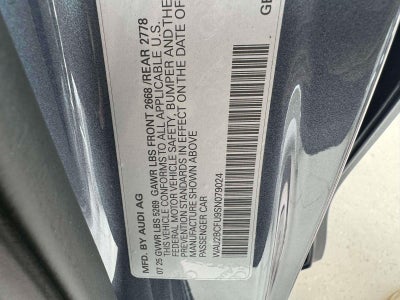 MFD. BY AUDI AG
07 25 GVWR LBS 5269 GAWR LBS FRONT 2668/REAR 2778
THIS VEHICLE CONFORMS TO ALL APPLICABLE U.S.
FEDERAL MOTOR VEHICLE SAFETY, BUMPER AND THEFT
PREVENTION STANDARDS IN EFFECT ON THE DATE OF
MANUFACTURE SHOWN ABOVE.
PASSENGER CAR
WAU2BCFU9SN079024